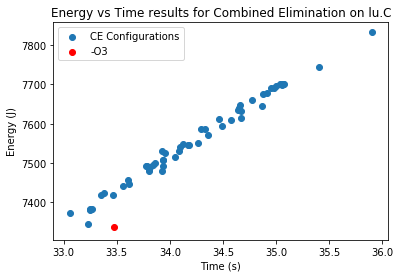 Energy vs Time results for Combined Elimination on lu.C
CE Configurations
-O3
7800
7700
7600
7500
7400
Energy (J)
33.0 33.5 34.0 34.5 35.0 35.5 36.0
Time (s)